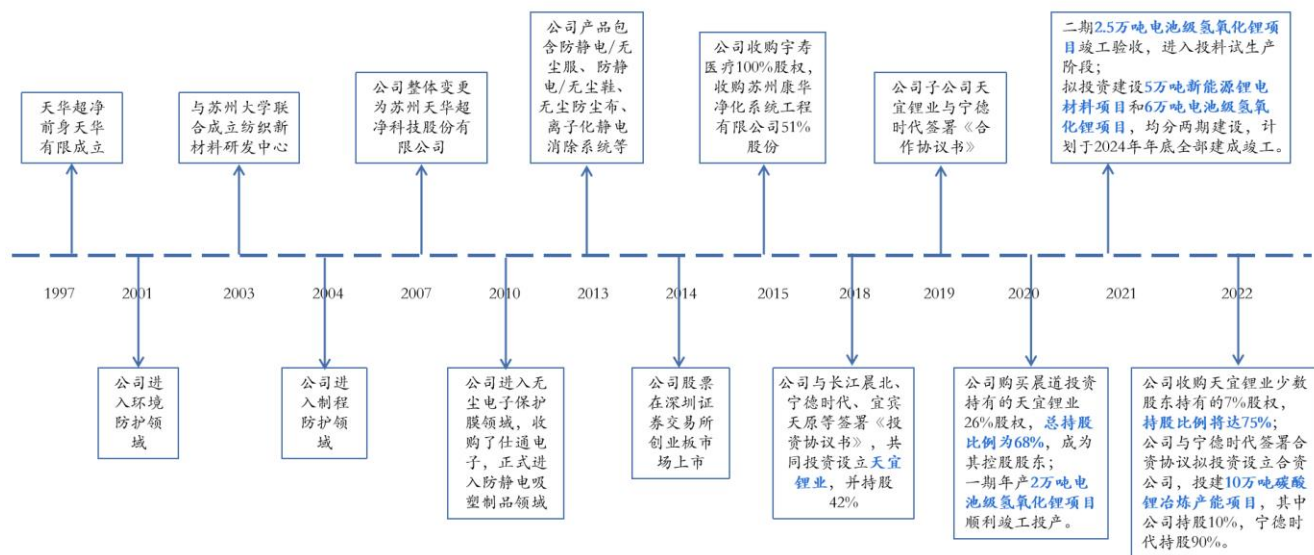 天华超净
前身天华
有限成立
与苏州大学联
合成立纺织新
材料研发中心
公司整体变更
为苏州天华超
净科技股份有
限公司
公司产品包
含防静电/无
尘服、防静
电/无尘鞋、
无尘防尘布、
离子化静电
消除系统等
公司收购宇寿
医疗100%股权，
收购苏州康华
净化系统工程
有限公司51%
股份
公司子公司天
宜锂业与宁德
时代签署《合
作协议书》
二期2.5万吨电池级氢氧化锂项
目竣工验收，进入投料试生产
阶段；
拟投资建设5万吨新能源锂电
材料项目和6万吨电池级氢氧
化锂项目，均分两期建设，计
划于2024年年底全部建成竣工。
1997 2001 2003 2004 2007 2010 2013 2014 2015 2018 2019 2020 2021 2022
公司进
入环境
防护领
域
公司进
入制程
防护领
域
公司进入无
尘电子保护
膜领域，收
购了仕通电
子，正式进
入防静电吸
塑制品领域
公司股票
在深圳证
券交易所
创业板市
场上市
公司与长江晨北、
宁德时代、宜宾
天原等签署《投
资协议书》，共
同投资设立天宜
锂业，并持股
42%
公司购买晨道投资
持有的天宜锂业
26%股权，总持股
比例为68%，成为
其控股股东；
一期年产2万吨电
池级氢氧化锂项目
顺利竣工投产。
公司收购天宜锂业少数
股东持有的7%股权，
持股比例将达75%；
公司与宁德时代签署合
资协议拟投资设立合资
公司，投建10万吨碳酸
锂冶炼产能项目，其中
公司持股10%，宁德时
代持股90%。